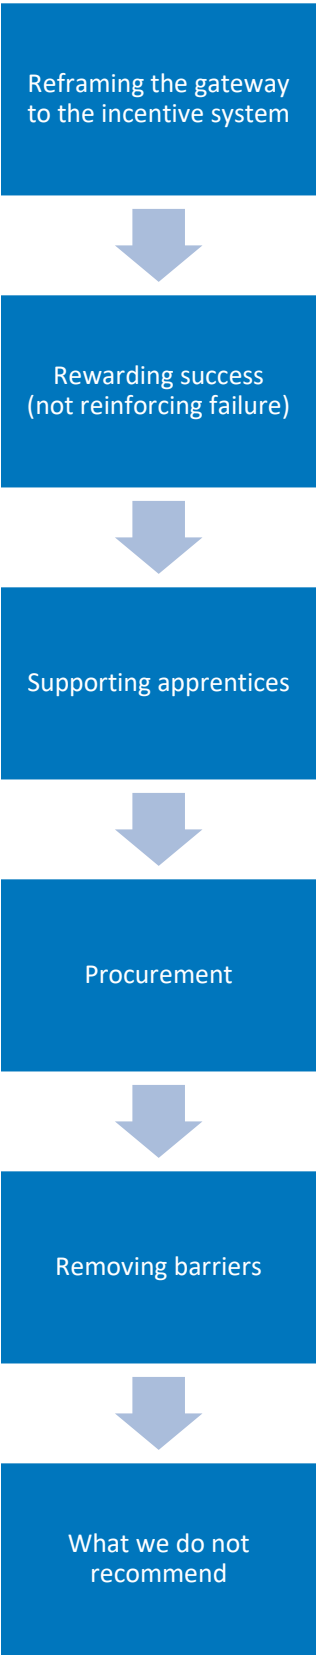 Reframing the gateway
to the incentive system
Rewarding success
(not reinforcing failure)
Supporting apprentices
Procurement
Removing barriers
What we do not
recommend